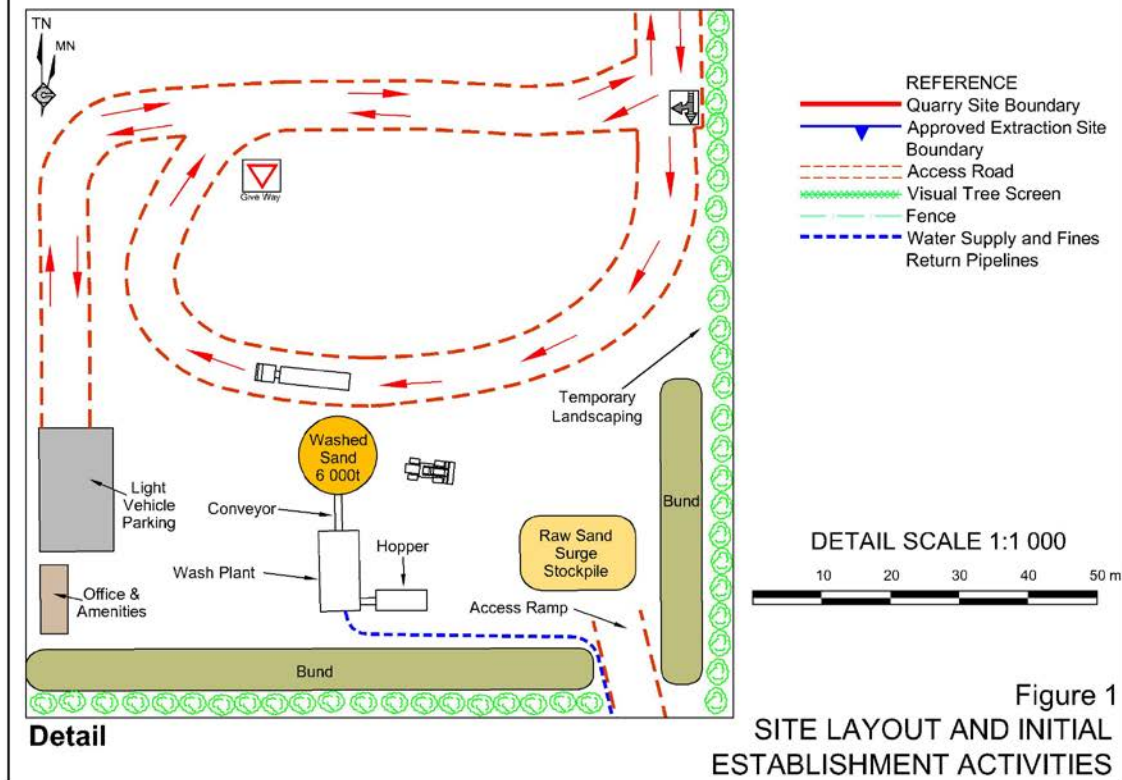 TN
MN
Give Way
Temporary
Landscaping
Washed
Sand
6 000t
Light
Vehicle
Parking
Conveyor
Bund
Raw Sand
Surge
Stockpile
Hopper
Wash Plant
Office &
Amenities
Access Ramp
Bund
Detail
REFERENCE
Quarry Site Boundary
Approved Extraction Site
Boundary
Access Road
Visual Tree Screen
Fence
Water Supply and Fines
Return Pipelines
DETAIL SCALE 1:1 000
10 20 30 40 50 m
Figure 1
SITE LAYOUT AND INITIAL
ESTABLISHMENT ACTIVITIES